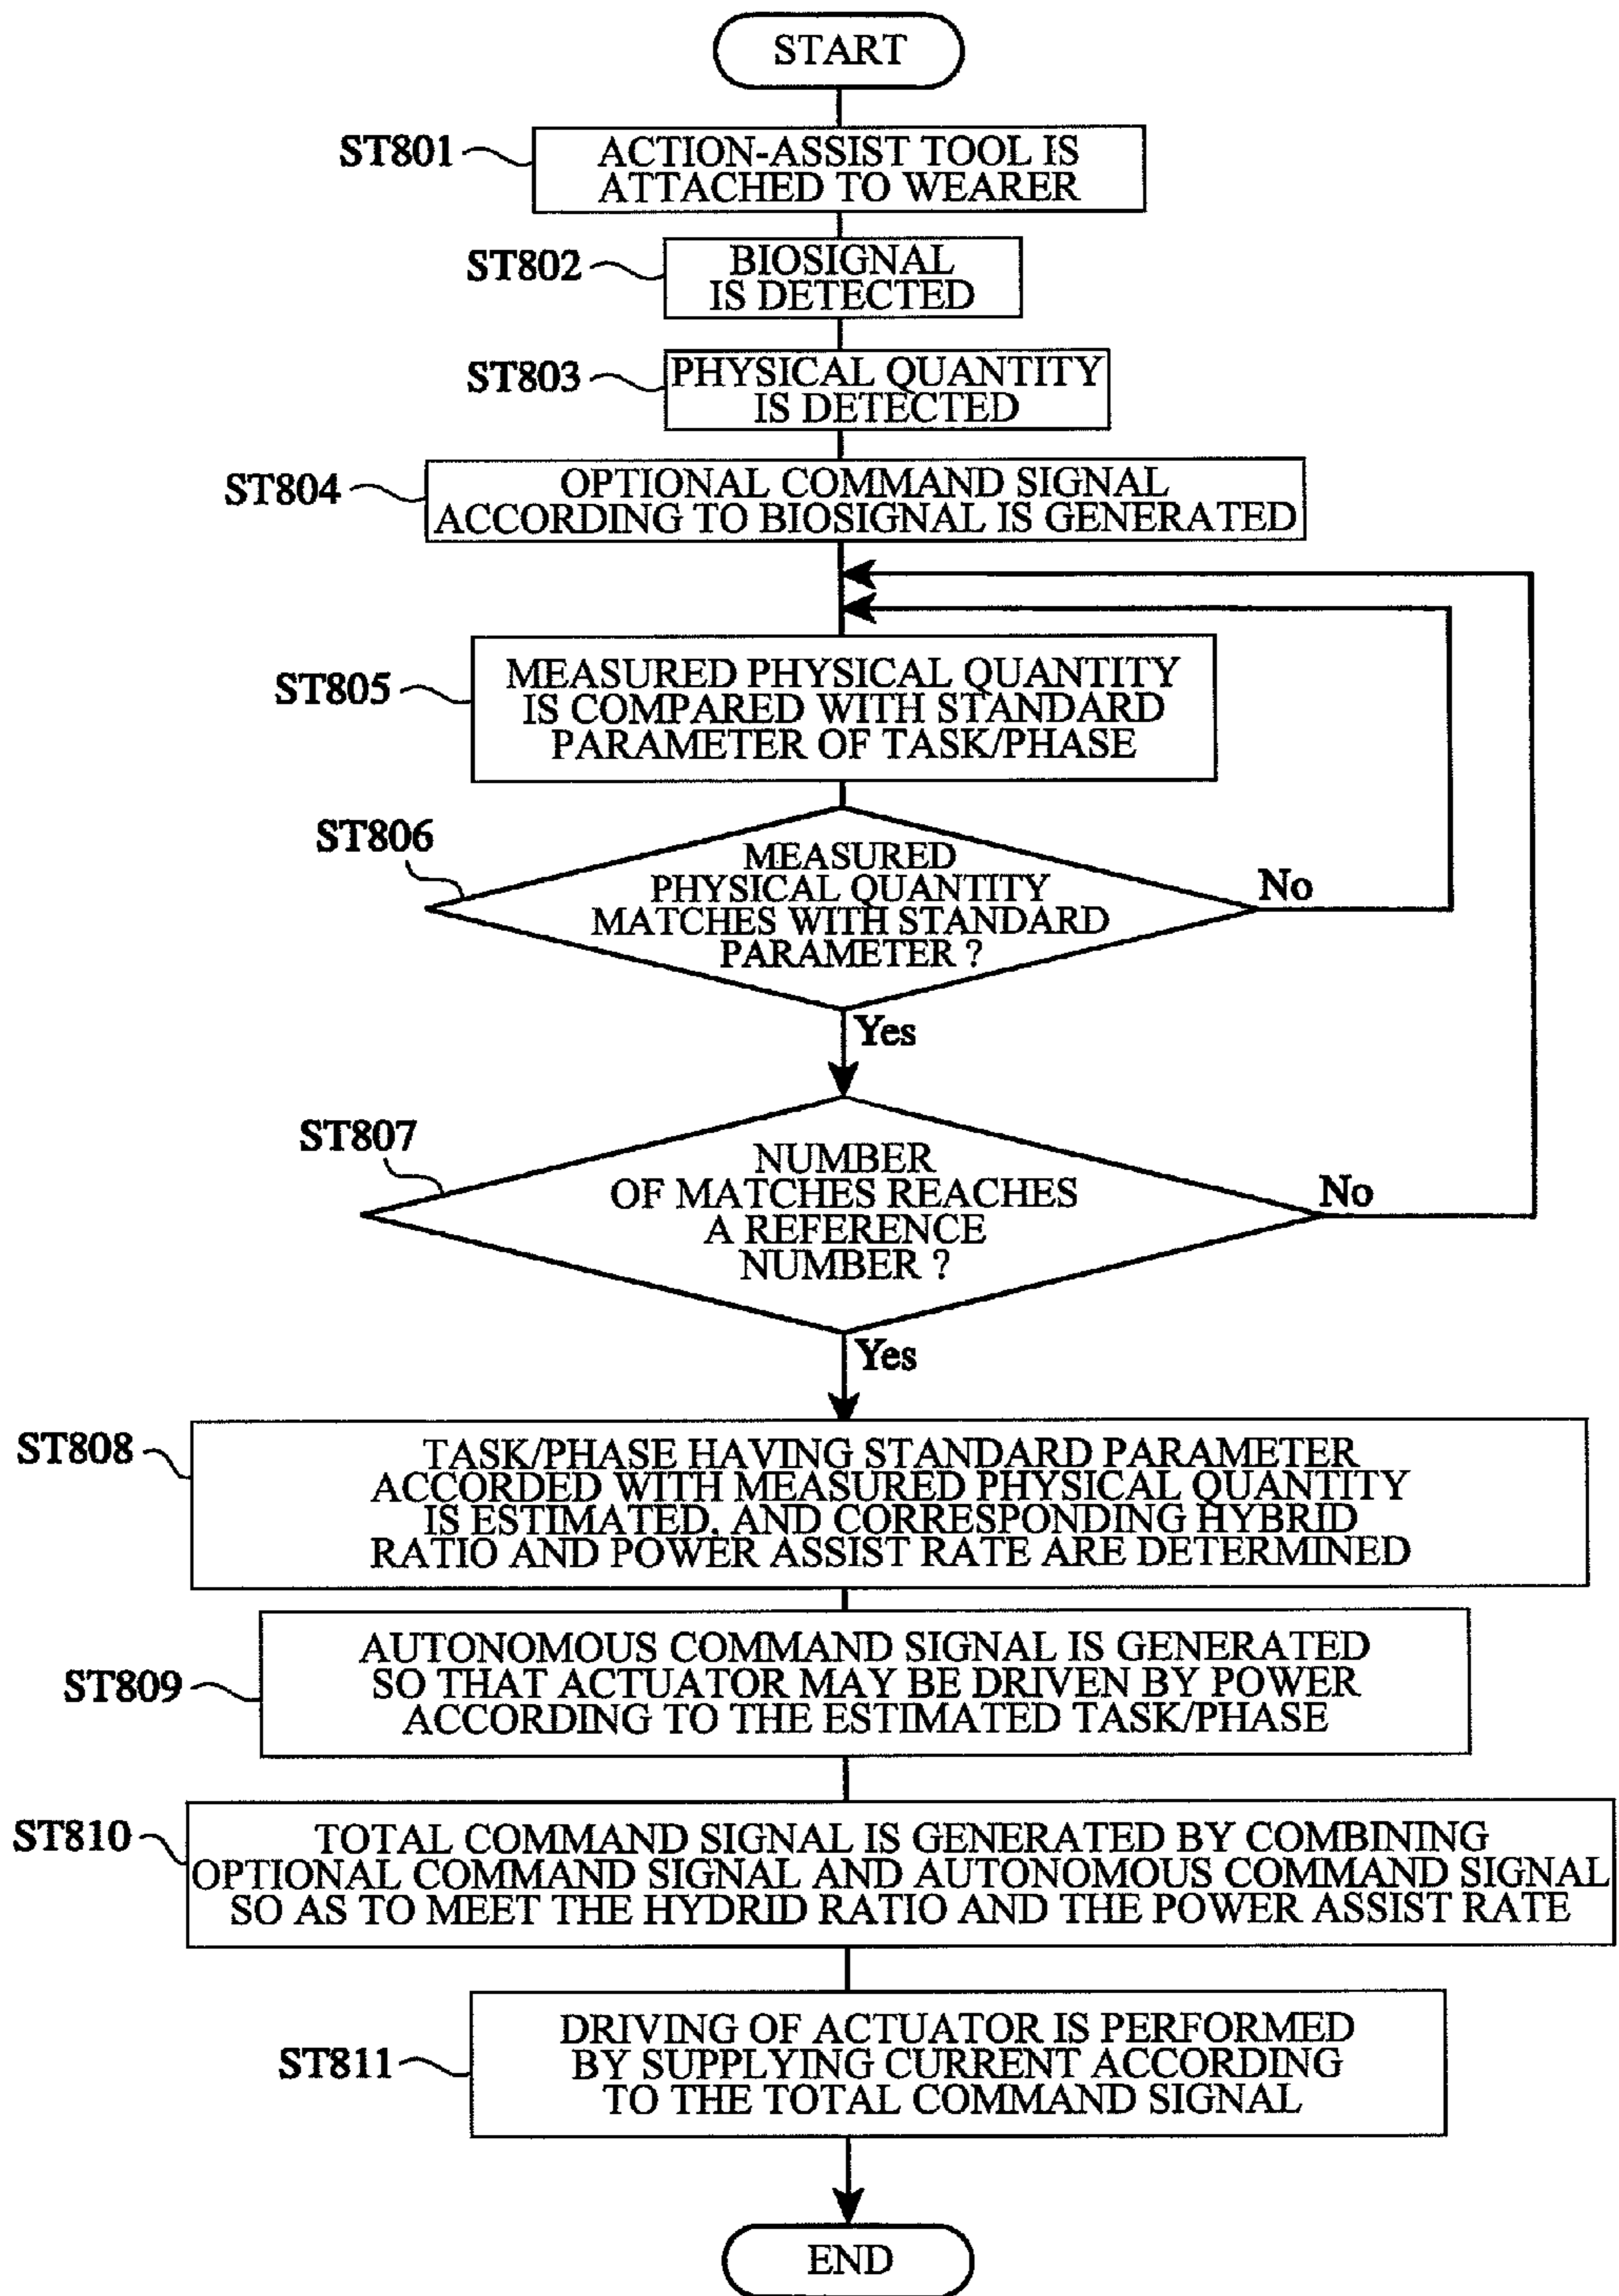 START
ST801
ACTION-ASSIST TOOL IS
ATTACHED TO WEARER
ST802
BIOSIGNAL
IS DETECTED
ST803
PHYSICAL QUANTITY
IS DETECTED
ST804
OPTIONAL COMMAND SIGNAL
ACCORDING TO BIOSIGNAL IS GENERATED
ST805
MEASURED PHYSICAL QUANTITY
IS COMPARED WITH STANDARD
PARAMETER OF TASK/PHASE
ST806
MEASURED
PHYSICAL QUANTITY
MATCHES WITH STANDARD
PARAMETER ?
No
Yes
ST807
NUMBER
OF MATCHES REACHES
A REFERENCE
NUMBER ?
No
Yes
ST808
TASK/PHASE HAVING STANDARD PARAMETER
ACCORDED WITH MEASURED PHYSICAL QUANTITY
IS ESTIMATED, AND CORRESPONDING HYBRID
RATIO AND POWER ASSIST RATE ARE DETERMINED
ST809
AUTONOMOUS COMMAND SIGNAL IS GENERATED
SO THAT ACTUATOR MAY BE DRIVEN BY POWER
ACCORDING TO THE ESTIMATED TASK/PHASE
ST810
TOTAL COMMAND SIGNAL IS GENERATED BY COMBINING
OPTIONAL COMMAND SIGNAL AND AUTONOMOUS COMMAND SIGNAL
SO AS TO MEET THE HYDRID RATIO AND THE POWER ASSIST RATE
ST811
DRIVING OF ACTUATOR IS PERFORMED
BY SUPPLYING CURRENT ACCORDING
TO THE TOTAL COMMAND SIGNAL
END